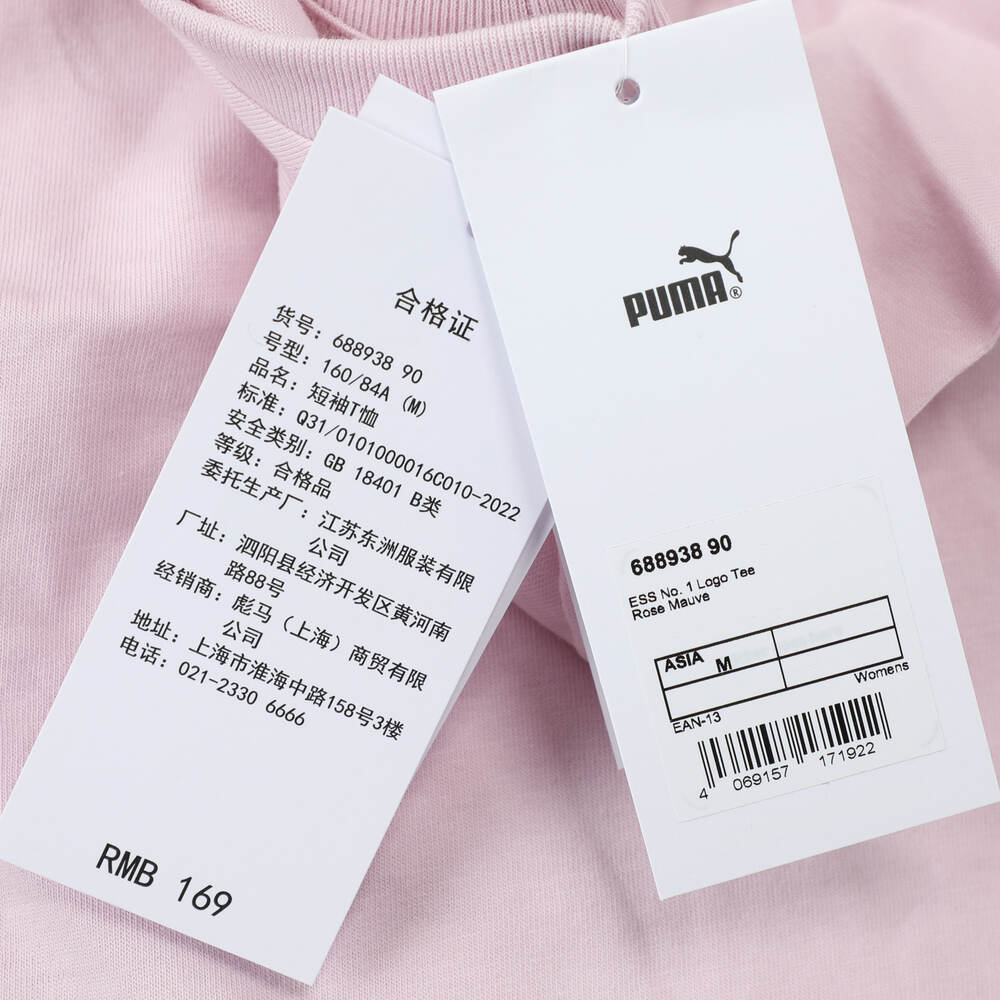 合格证
货号: 688938 90
号型: 160/84A (M)
品名: 短袖T恤
标准: Q31/0101000016C010-2022
安全类别: GB 18401 B类
等级: 合格品
委托生产厂: 江苏东洲服装有限
公司
厂址: 泗阳县经济开发区黄河南
路88号
经销商: 彪马（上海）商贸有限
公司
地址: 上海市淮海中路158号3楼
电话: 021-2330 6666
RMB 169
PUMA®
688938 90
ESS No. 1 Logo Tee
Rose Mauve
ASIA M
Womens
EAN-13
4 069157 171922